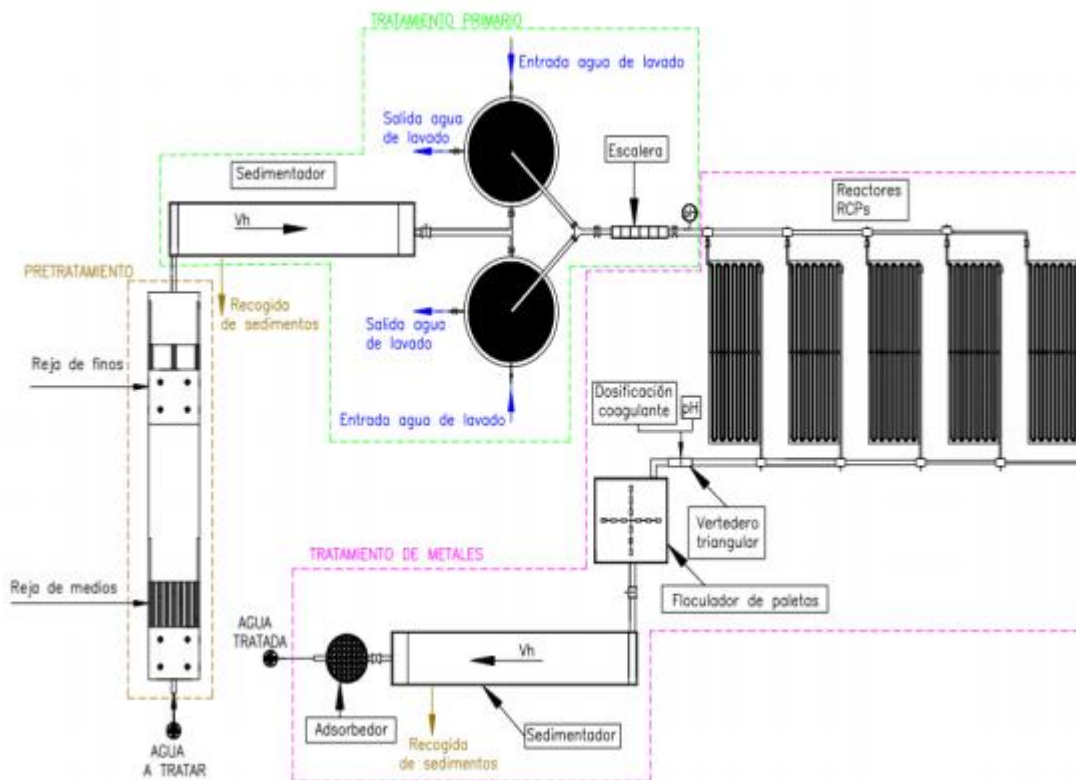 TRATAMIENTO PRIMARIO
Entrada agua de lavado
Salida agua
de lavado
Escalera
Sedimentador
Vh
Reactores
RCPs
PRETRATAMIENTO
Recogida
de sedimentos
Salida agua
de lavado
Reja de finos
Entrada agua de lavado
Dosificación
coagulante
pH
Vertedero
triangular
TRATAMIENTO DE METALES
Floculador de paletas
Reja de medios
AGUA
TRATADA
Vh
Adsorbedor
Sedimentador
Recogida
de sedimentos
AGUA
A TRATAR